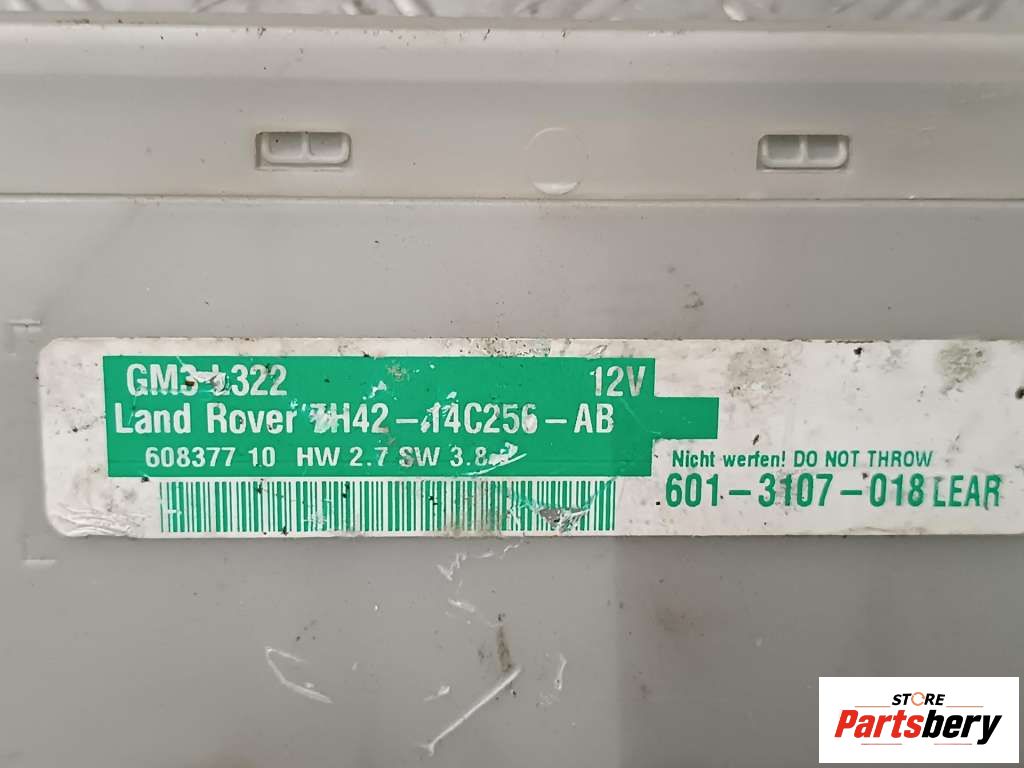 GM3 L322 12V
Land Rover 7H42-14C256-AB
608377 10 HW 2.7 SW 3.8
Nicht werfen! DO NOT THROW
601-3107-018 LEAR
STORE
Partsbery